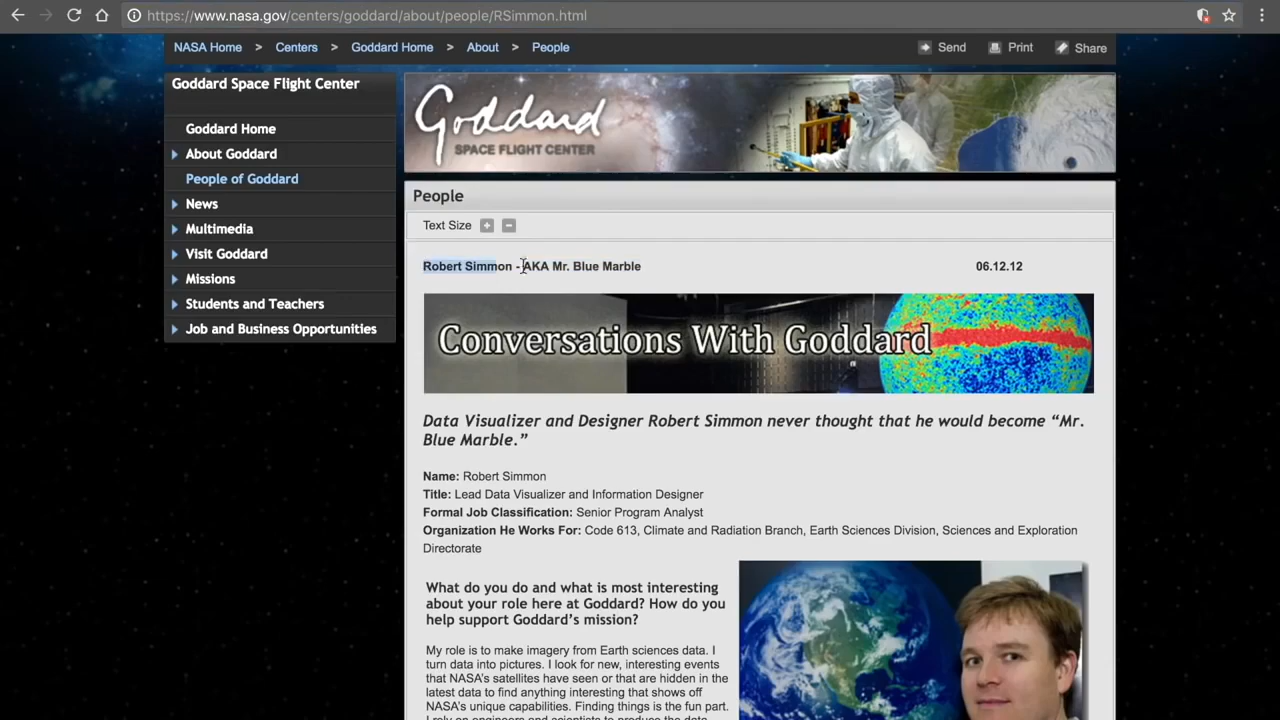 https://www.nasa.gov/centers/goddard/about/people/RSimmon.html
NASA Home > Centers > Goddard Home > About > People
Send Print Share
Goddard Space Flight Center
Goddard Home
About Goddard
People of Goddard
News
Multimedia
Visit Goddard
Missions
Students and Teachers
Job and Business Opportunities
Goddard
SPACE FLIGHT CENTER
People
Text Size + -
Robert Simmon - AKA Mr. Blue Marble 06.12.12
Conversations With Goddard
Data Visualizer and Designer Robert Simmon never thought that he would become “Mr.
Blue Marble.”
Name: Robert Simmon
Title: Lead Data Visualizer and Information Designer
Formal Job Classification: Senior Program Analyst
Organization He Works For: Code 613, Climate and Radiation Branch, Earth Sciences Division, Sciences and Exploration
Directorate
What do you do and what is most interesting
about your role here at Goddard? How do you
help support Goddard’s mission?
My role is to make imagery from Earth sciences data. I
turn data into pictures. I look for new, interesting events
that NASA’s satellites have seen or that are hidden in the
latest data to find anything interesting that shows off
NASA’s unique capabilities. Finding things is the fun part.
I rely on engineers and scientists to produce the data